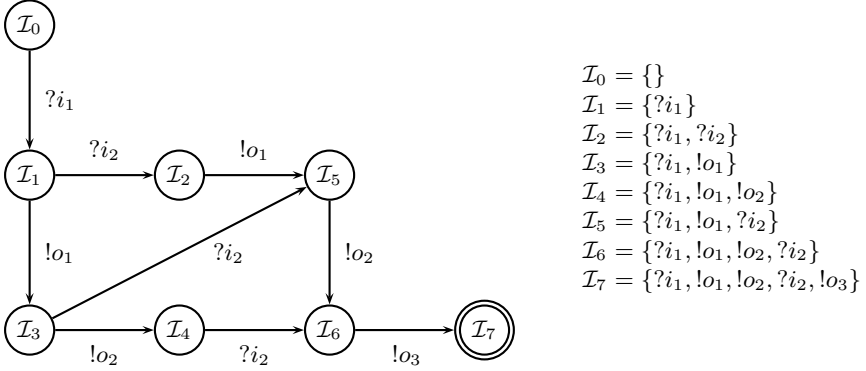 I₀
?i₁
I₁
?i₂
I₂
!o₁
I₅
!o₁
?i₂
!o₂
I₃
!o₂
I₄
?i₂
I₆
!o₃
I₇
I₀ = {}
I₁ = {?i₁}
I₂ = {?i₁, ?i₂}
I₃ = {?i₁, !o₁}
I₄ = {?i₁, !o₁, !o₂}
I₅ = {?i₁, !o₁, ?i₂}
I₆ = {?i₁, !o₁, !o₂, ?i₂}
I₇ = {?i₁, !o₁, !o₂, ?i₂, !o₃}